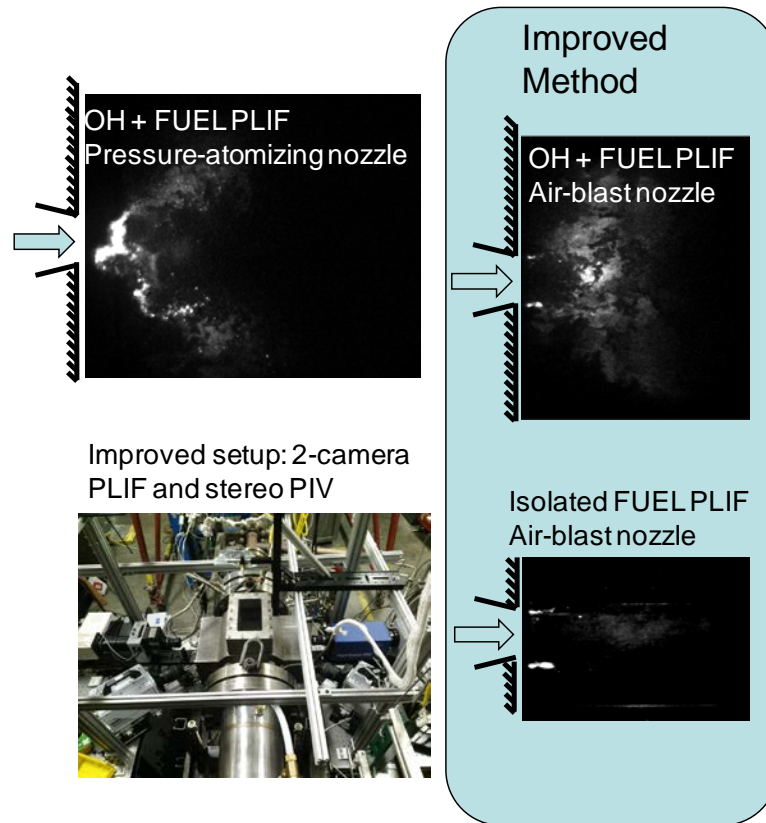 OH + FUEL PLIF
Pressure-atomizing nozzle
Improved
Method
OH + FUEL PLIF
Air-blast nozzle
Improved setup: 2-camera
PLIF and stereo PIV
Isolated FUEL PLIF
Air-blast nozzle